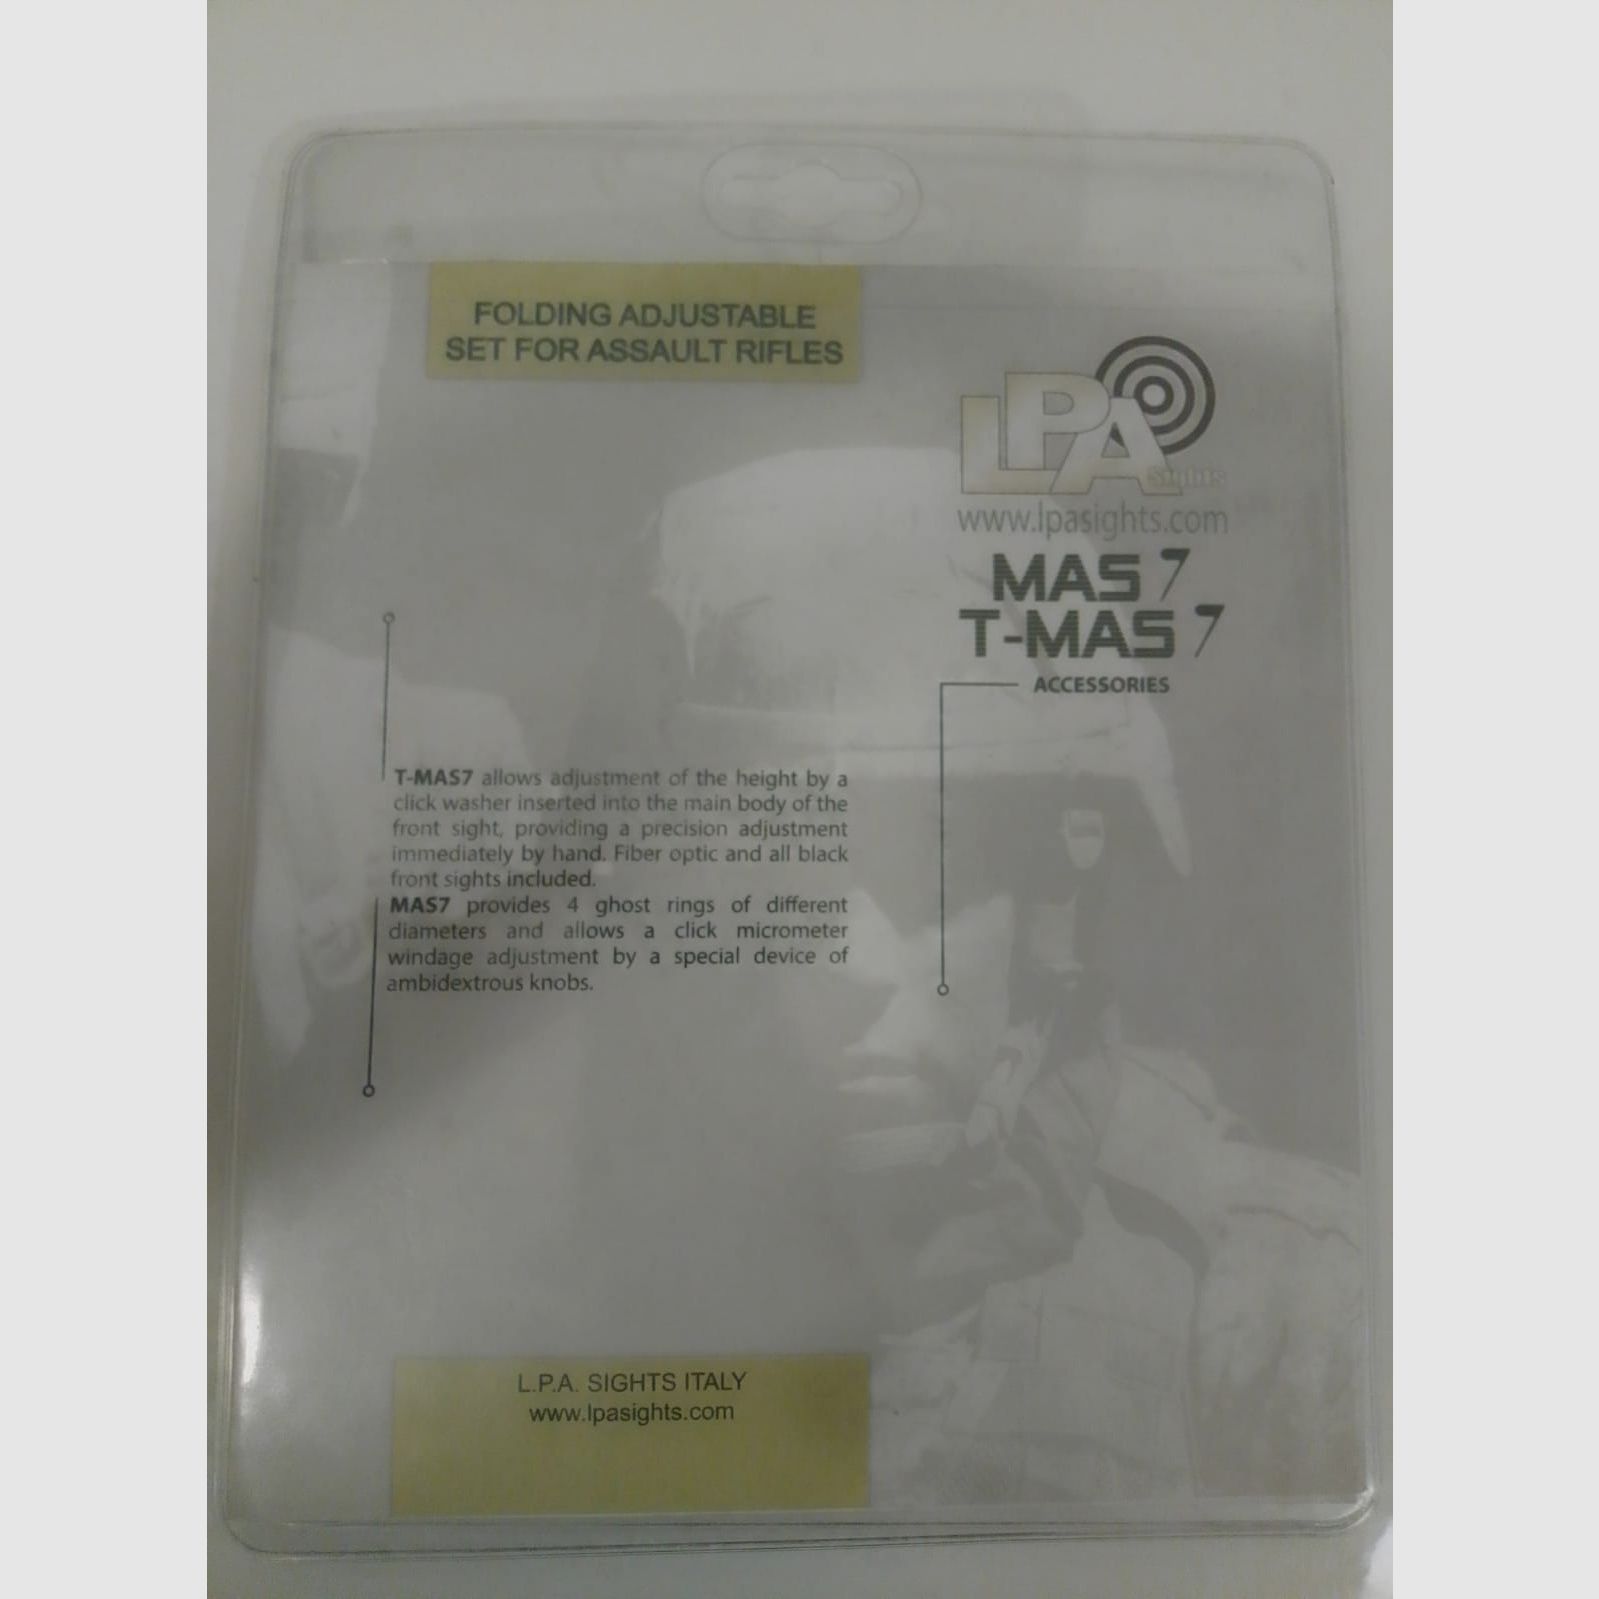 FOLDING ADJUSTABLE
SET FOR ASSAULT RIFLES
LPA
Sights
www.lpasights.com
MAS 7
T-MAS 7
ACCESSORIES
T-MAS7 allows adjustment of the height by a
click washer inserted into the main body of the
front sight, providing a precision adjustment
immediately by hand. Fiber optic and all black
front sights included.
MAS7 provides 4 ghost rings of different
diameters and allows a click micrometer
windage adjustment by a special device of
ambidextrous knobs.
L.P.A. SIGHTS ITALY
www.lpasights.com